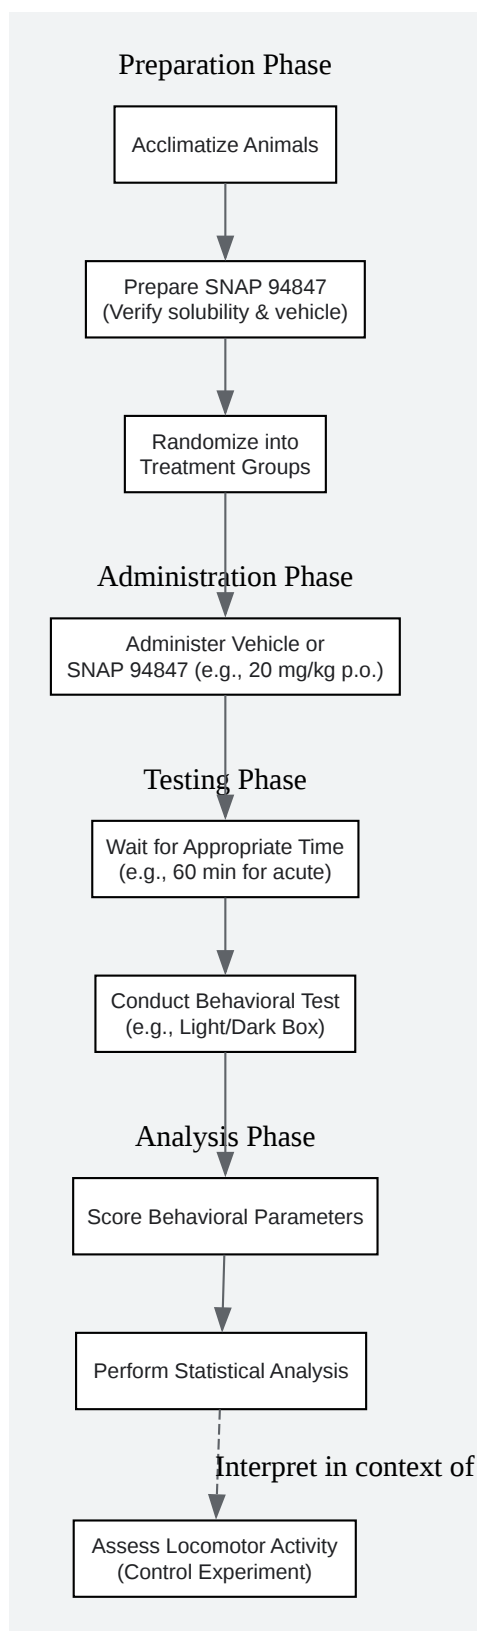 Preparation Phase
Acclimatize Animals
Prepare SNAP 94847
(Verify solubility & vehicle)
Randomize into
Treatment Groups
Administration Phase
Administer Vehicle or
SNAP 94847 (e.g., 20 mg/kg p.o.)
Testing Phase
Wait for Appropriate Time
(e.g., 60 min for acute)
Conduct Behavioral Test
(e.g., Light/Dark Box)
Analysis Phase
Score Behavioral Parameters
Perform Statistical Analysis
Interpret in context of
Assess Locomotor Activity
(Control Experiment)